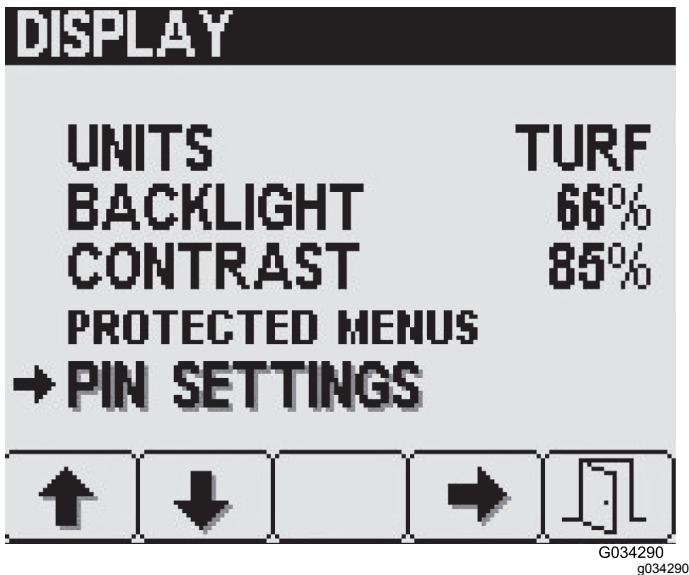 DISPLAY
UNITS TURF
BACKLIGHT 66%
CONTRAST 85%
PROTECTED MENUS
PIN SETTINGS
G034290
g034290